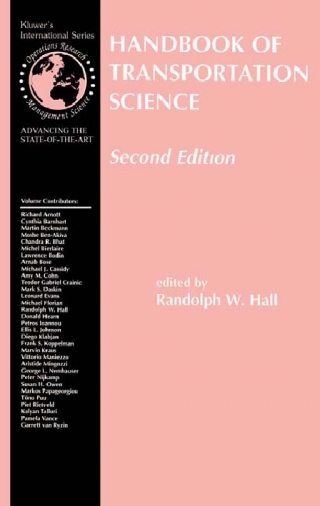 Kluwer's
International Series
Operations Research
Management Science
ADVANCING THE
STATE-OF-THE-ART
HANDBOOK OF
TRANSPORTATION
SCIENCE
Second Edition
edited by
Randolph W. Hall
Volume Contributors:
Richard Arnott
Cynthia Barnhart
Martin Beckmann
Moshe Ben-Akiva
Chandra R. Bhat
Michel Bierlaire
Lawrence Bodin
Arnab Bose
Michael J. Cassidy
Amy M. Cohn
Teodor Gabriel Crainic
Mark S. Daskin
Leonard Evans
Michael Florian
Randolph W. Hall
Donald Hearn
Petros Ioannou
Ellis L. Johnson
Diego Klabjan
Frank S. Koppelman
Marvin Kraus
Vittorio Maniezzo
Aristide Mingozzi
George L. Nemhauser
Peter Nijkamp
Susan H. Owen
Markos Papageorgiou
Tönu Puu
Piet Rietveld
Kalyan Talluri
Pamela Vance
Garrett van Ryzin